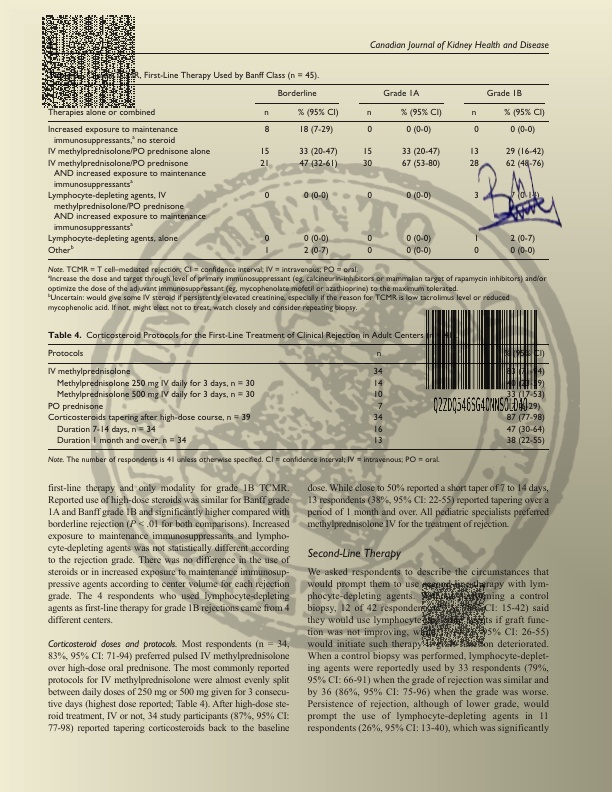 Canadian Journal of Kidney Health and Disease
First-Line Therapy Used by Banff Class (n = 45).
Borderline Grade 1A Grade 1B
Therapies alone or combined n % (95% CI) n % (95% CI) n % (95% CI)
Increased exposure to maintenance 8 18 (7-29) 0 0 (0-0) 0 0 (0-0)
immunosuppressants,a no steroid
IV methylprednisolone/PO prednisone alone 15 33 (20-47) 15 33 (20-47) 13 29 (16-42)
IV methylprednisolone/PO prednisone 21 47 (32-61) 30 67 (53-80) 28 62 (48-76)
AND increased exposure to maintenance
immunosuppressantsa
Lymphocyte-depleting agents, IV 0 0 (0-0) 0 0 (0-0) 3
methylprednisolone/PO prednisone
AND increased exposure to maintenance
immunosuppressantsa
Lymphocyte-depleting agents, alone 0 0 (0-0) 0 0 (0-0) 1 2 (0-7)
Otherb 1 2 (0-7) 0 0 (0-0) 0 0 (0-0)
Note. TCMR = T cell–mediated rejection; CI = confidence interval; IV = intravenous; PO = oral.
aIncrease the dose and target through level of primary immunosuppressant (eg, calcineurin-inhibitors or mammalian target of rapamycin inhibitors) and/or
optimize the dose of the adjuvant immunosuppressant (eg, mycophenolate mofetil or azathioprine) to the maximum tolerated.
bUncertain: would give some IV steroid if persistently elevated creatinine, especially if the reason for TCMR is low tacrolimus level or reduced
mycophenolic acid. If not, might elect not to treat, watch closely and consider repeating biopsy.
Table 4. Corticosteroid Protocols for the First-Line Treatment of Clinical Rejection in Adult Centers
Protocols n
IV methylprednisolone 34
Methylprednisolone 250 mg IV daily for 3 days, n = 30 14
Methylprednisolone 500 mg IV daily for 3 days, n = 30 10 33 (17-53)
PO prednisone 7
Corticosteroids tapering after high-dose course, n = 39 34 87 (77-98)
Duration 7-14 days, n = 34 16 47 (30-64)
Duration 1 month and over, n = 34 13 38 (22-55)
Note. The number of respondents is 41 unless otherwise specified. CI = confidence interval; IV = intravenous; PO = oral.
first-line therapy and only modality for grade 1B TCMR.
Reported use of high-dose steroids was similar for Banff grade
1A and Banff grade 1B and significantly higher compared with
borderline rejection (P < .01 for both comparisons). Increased
exposure to maintenance immunosuppressants and lympho-
cyte-depleting agents was not statistically different according
to the rejection grade. There was no difference in the use of
steroids or in increased exposure to maintenance immunosup-
pressive agents according to center volume for each rejection
grade. The 4 respondents who used lymphocyte-depleting
agents as first-line therapy for grade 1B rejections came from 4
different centers.
Corticosteroid doses and protocols. Most respondents (n = 34,
83%, 95% CI: 71-94) preferred pulsed IV methylprednisolone
over high-dose oral prednisone. The most commonly reported
protocols for IV methylprednisolone were almost evenly split
between daily doses of 250 mg or 500 mg given for 3 consecu-
tive days (highest dose reported; Table 4). After high-dose ste-
roid treatment, IV or not, 34 study participants (87%, 95% CI:
77-98) reported tapering corticosteroids back to the baseline
dose. While close to 50% reported a short taper of 7 to 14 days,
13 respondents (38%, 95% CI: 22-55) reported tapering over a
period of 1 month and over. All pediatric specialists preferred
methylprednisolone IV for the treatment of rejection.
Second-Line Therapy
We asked respondents to describe the circumstances that
would prompt them to use second-line therapy with lym-
phocyte-depleting agents. performing a control
biopsy, 12 of 42 respondents CI: 15-42) said
they would use lymphocyte if graft func-
tion was not improving, 95% CI: 26-55)
would initiate such therapy function deteriorated.
When a control biopsy was performed, lymphocyte-deplet-
ing agents were reportedly used by 33 respondents (79%,
95% CI: 66-91) when the grade of rejection was similar and
by 36 (86%, 95% CI: 75-96) when the grade was worse.
Persistence of rejection, although of lower grade, would
prompt the use of lymphocyte-depleting agents in 11
respondents (26%, 95% CI: 13-40), which was significantly